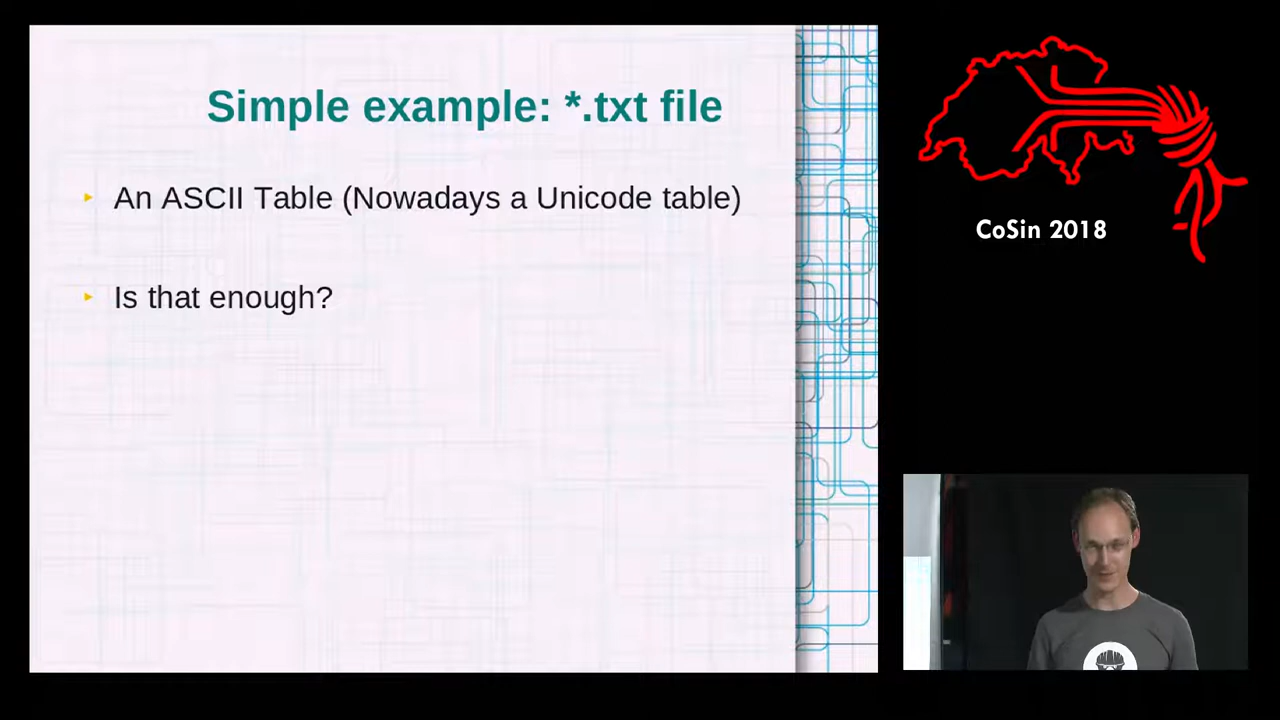 Simple example: *.txt file
An ASCII Table (Nowadays a Unicode table)
Is that enough?
CoSin 2018